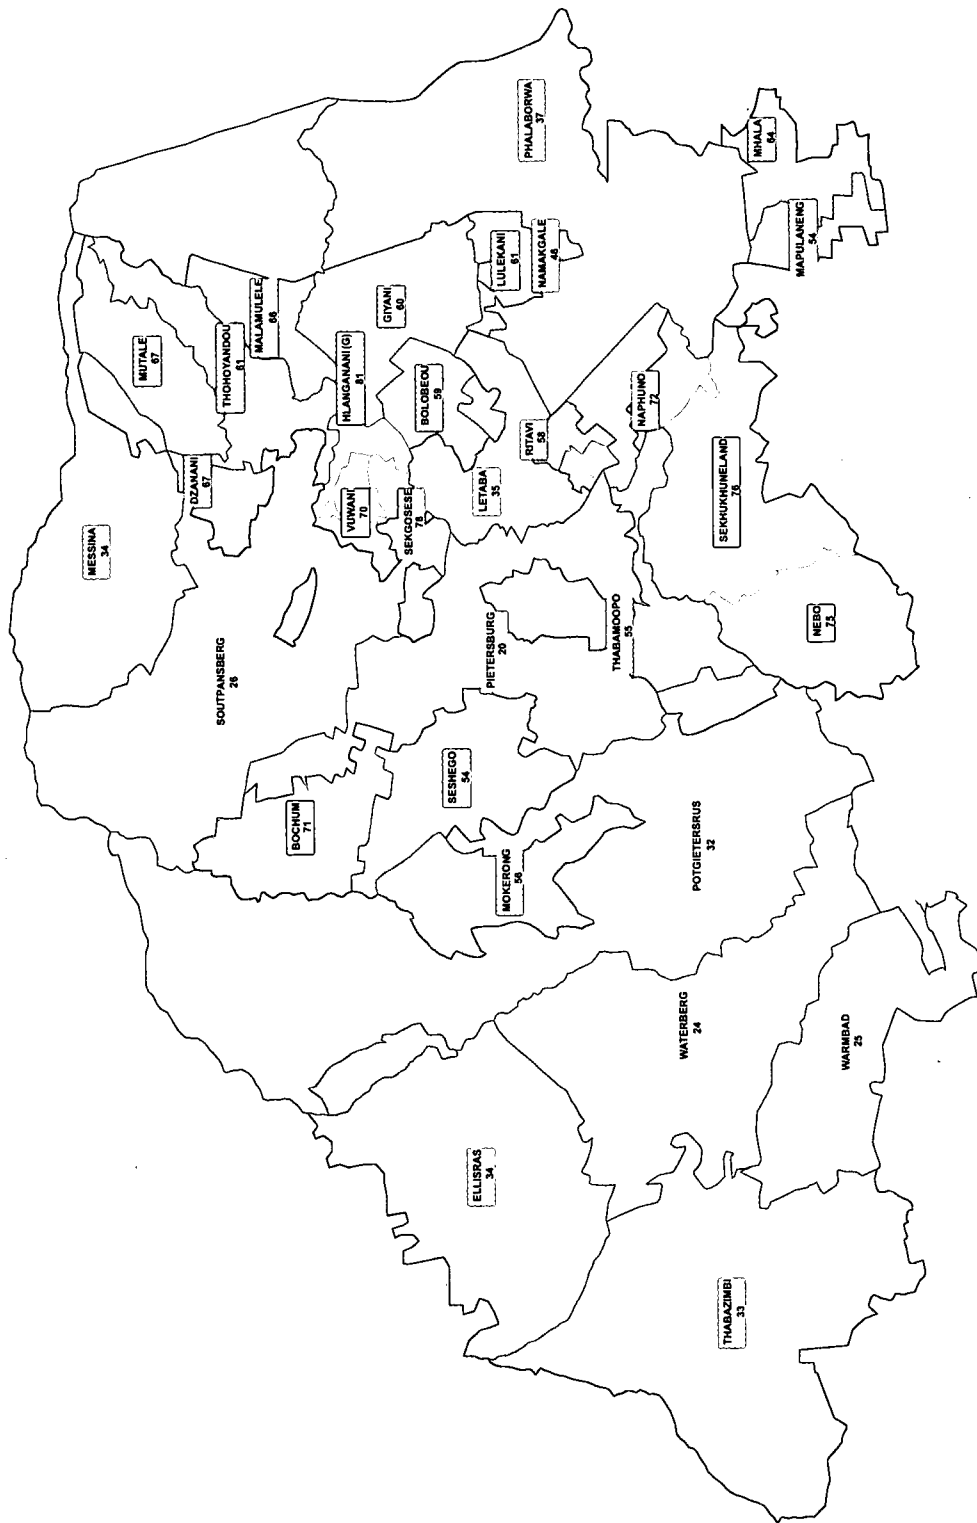 MESSINA
34
MUTALE
67
DZANANI
67
SOUTPANSBERG
26
THOHOYANDOU
61
MALAMULELE
66
BOCHUM
71
VUWANI
70
HLANGANANI (G)
81
GIYANI
60
SEKGOSESE
78
BOLOBEOU
59
SESHEGO
54
ELLISRAS
34
LETABA
35
PIETERSBURG
20
LULEKANI
61
MOKERONG
56
RITAVI
58
PHALABORWA
37
NAMAKGALE
48
THABAMOOPO
55
NAPHUNO
72
WATERBERG
24
POTGIETERSRUS
32
SEKHUKHUNELAND
76
THABAZIMBI
33
MHALA
64
MAPULANENG
54
NEBO
75
WARMBAD
25